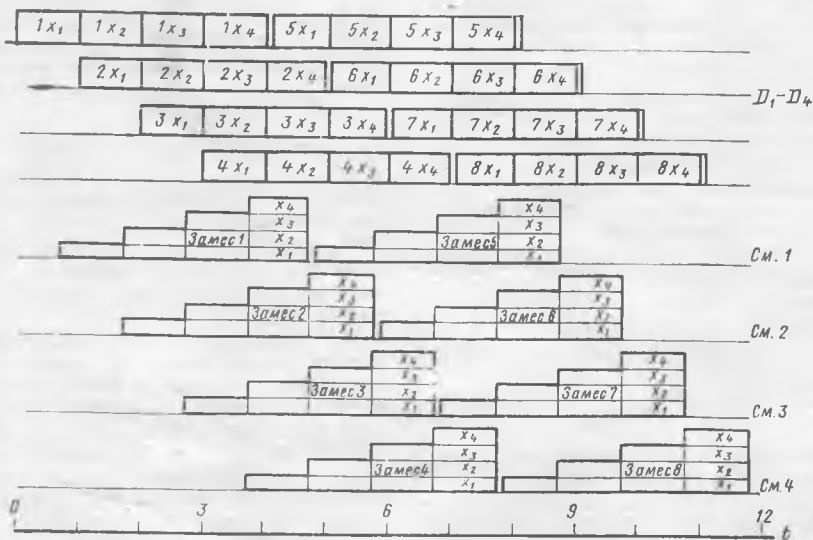 1x₁ 1x₂ 1x₃ 1x₄ 5x₁ 5x₂ 5x₃ 5x₄
2x₁ 2x₂ 2x₃ 2x₄ 6x₁ 6x₂ 6x₃ 6x₄
D₁-D₄
3x₁ 3x₂ 3x₃ 3x₄ 7x₁ 7x₂ 7x₃ 7x₄
4x₁ 4x₂ 4x₃ 4x₄ 8x₁ 8x₂ 8x₃ 8x₄
x₄ x₄
x₃ x₃
Замес1 x₂ Замес5 x₂
x₁ x₁ См.1
x₄ x₄
x₃ x₃
Замес2 x₂ Замес6 x₂
x₁ x₁ См.2
x₄ x₄
x₃ x₃
Замес3 x₂ Замес7 x₂
x₁ x₁ См.3
x₄ x₄
x₃ x₃
Замес4 x₂ Замес8 x₂
x₁ x₁ См.4
0 3 6 9 12 t